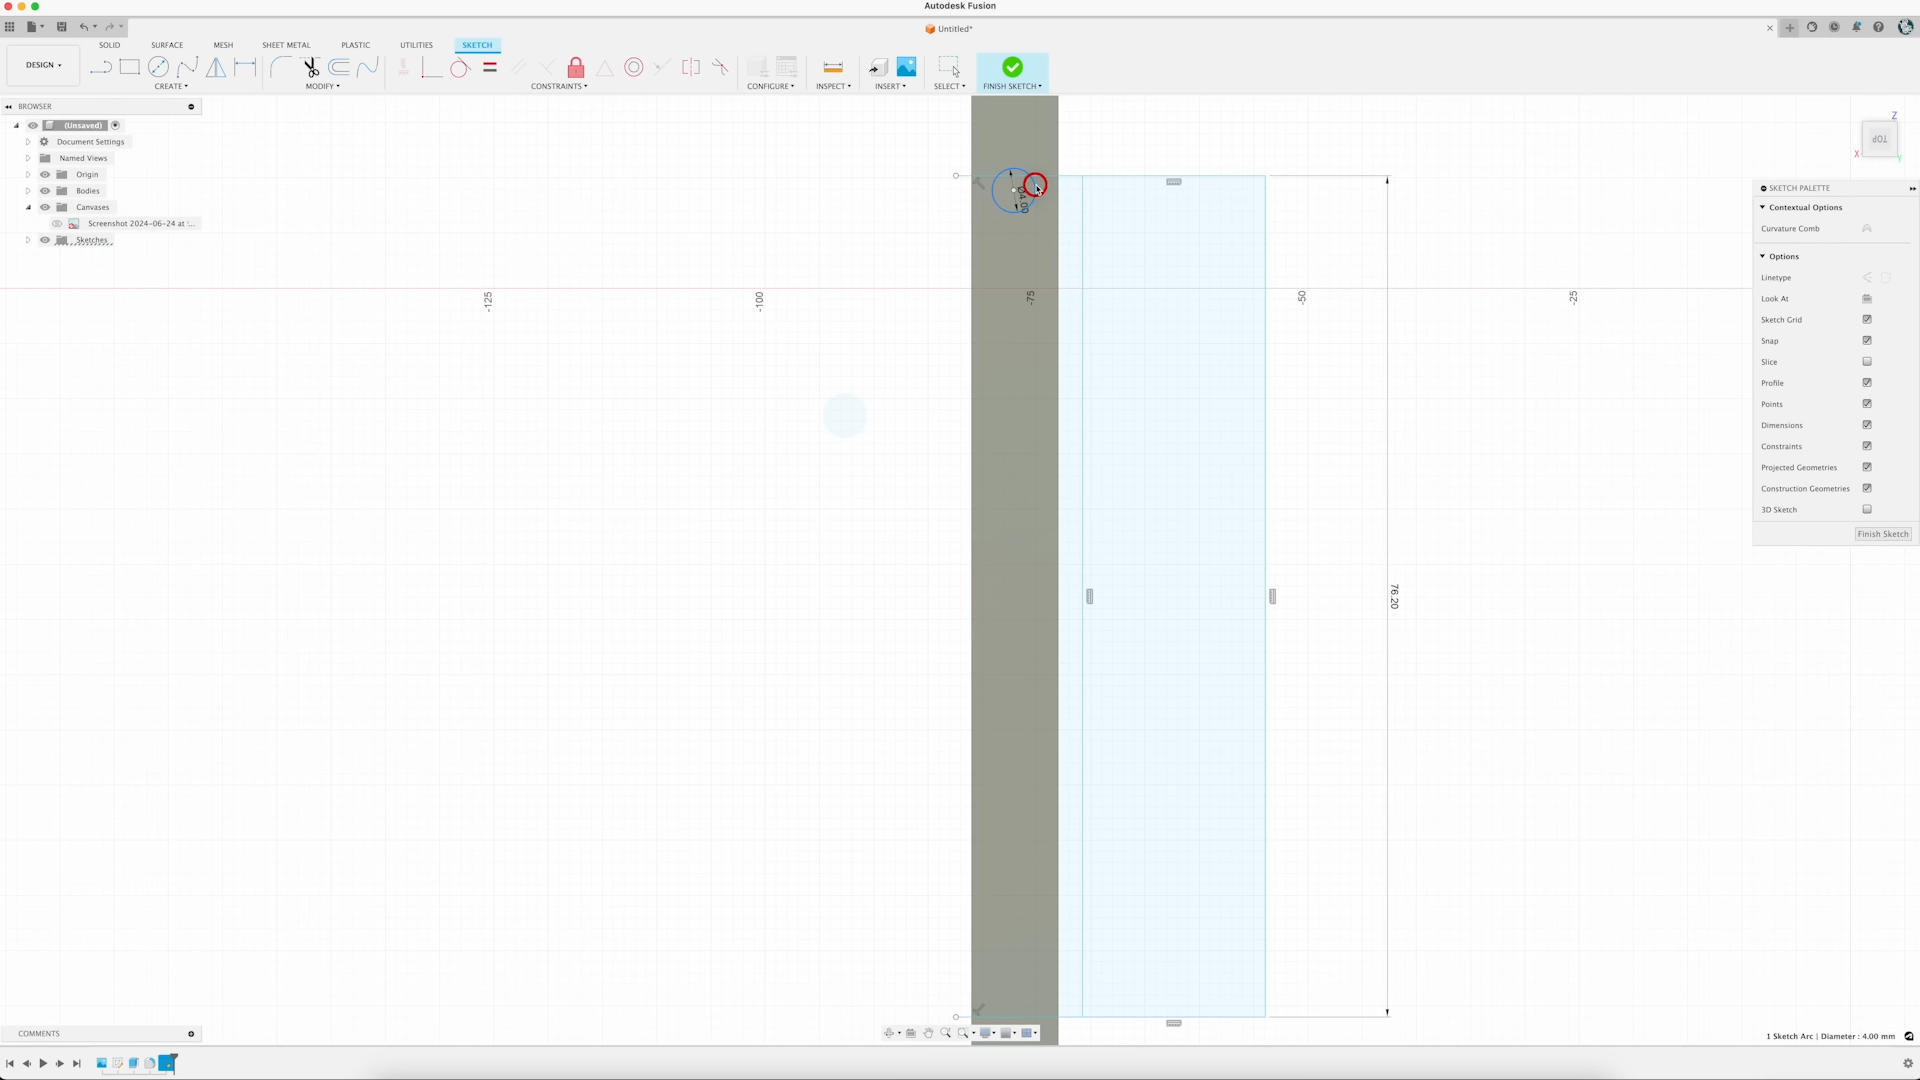 Autodesk Fusion
Untitled*
DESIGN
SOLID
SURFACE
MESH
SHEET METAL
PLASTIC
UTILITIES
SKETCH
CREATE
MODIFY
CONSTRAINTS
CONFIGURE
INSPECT
INSERT
SELECT
FINISH SKETCH
BROWSER
(Unsaved)
Document Settings
Named Views
Origin
Bodies
Canvases
Screenshot 2024-06-24 at :...
Sketches
-125
-100
-75
-50
-25
Ø4.00
76.20
Z
TOP
X
Y
SKETCH PALETTE
Contextual Options
Curvature Comb
Options
Linetype
Look At
Sketch Grid
Snap
Slice
Profile
Points
Dimensions
Constraints
Projected Geometries
Construction Geometries
3D Sketch
Finish Sketch
COMMENTS
1 Sketch Arc | Diameter : 4.00 mm